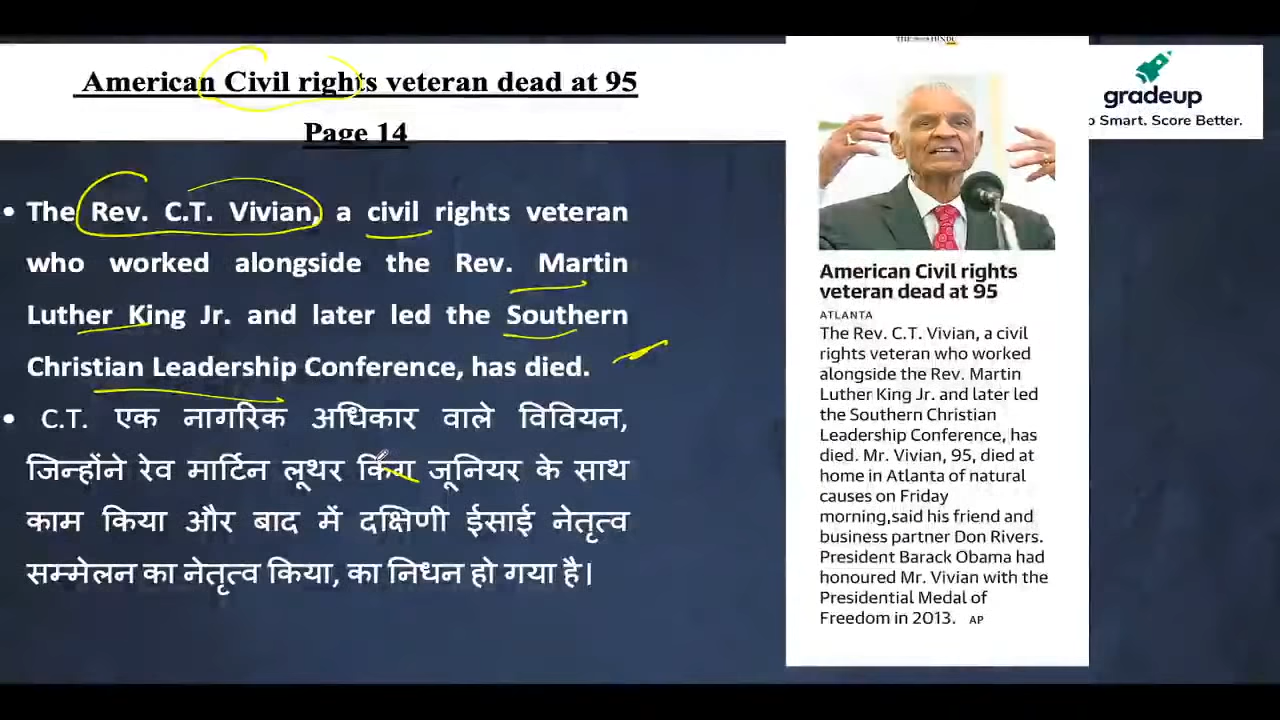 THE HINDU
American Civil rights veteran dead at 95
Page 14
gradeup
p Smart. Score Better.
• The Rev. C.T. Vivian, a civil rights veteran
who worked alongside the Rev. Martin
Luther King Jr. and later led the Southern
Christian Leadership Conference, has died.
• C.T. एक नागरिक अधिकार वाले विवियन,
जिन्होंने रेव मार्टिन लूथर किंग जूनियर के साथ
काम किया और बाद में दक्षिणी ईसाई नेतृत्व
सम्मेलन का नेतृत्व किया, का निधन हो गया है।
American Civil rights
veteran dead at 95
ATLANTA
The Rev. C.T. Vivian, a civil
rights veteran who worked
alongside the Rev. Martin
Luther King Jr. and later led
the Southern Christian
Leadership Conference, has
died. Mr. Vivian, 95, died at
home in Atlanta of natural
causes on Friday
morning,said his friend and
business partner Don Rivers.
President Barack Obama had
honoured Mr. Vivian with the
Presidential Medal of
Freedom in 2013. AP